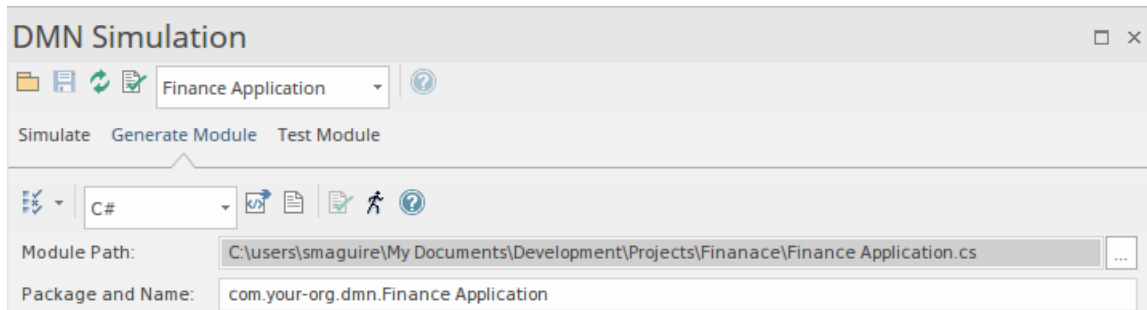 DMN Simulation
Finance Application
Simulate Generate Module Test Module
C#
Module Path: C:\users\smaguire\My Documents\Development\Projects\Finanace\Finance Application.cs ...
Package and Name: com.your-org.dmn.Finance Application